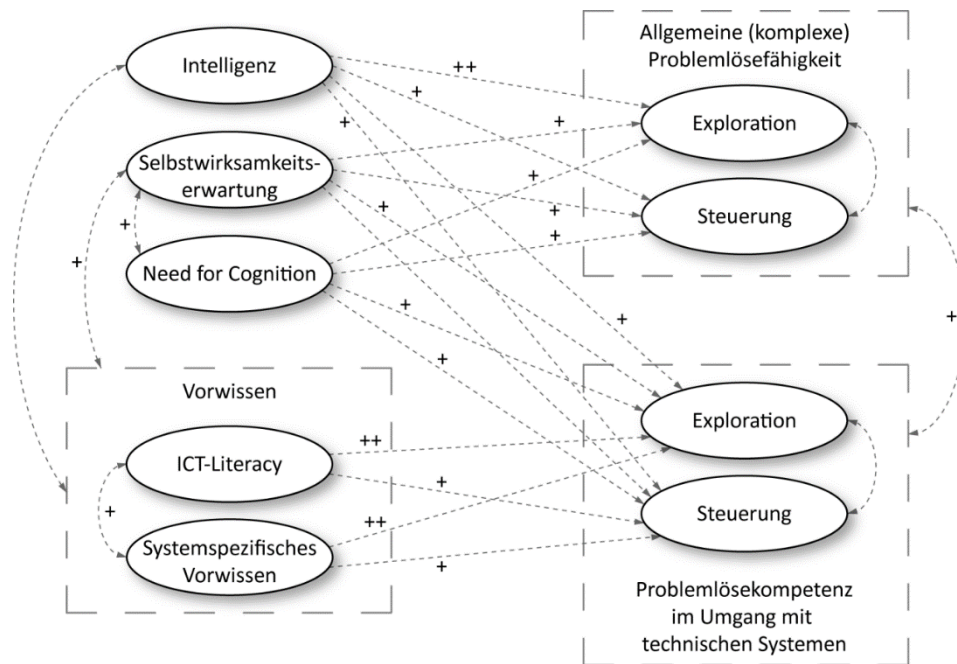 Allgemeine (komplexe)
Problemlösefähigkeit
Intelligenz
++
+
+
Exploration
Selbstwirksamkeits-
erwartung
+
+
+
Steuerung
+
+
+
+
Need for Cognition
+
+
+
+
Vorwissen
Exploration
++
ICT-Literacy
+
Steuerung
+
++
Systemspezifisches
Vorwissen
+
Problemlösekompetenz
im Umgang mit
technischen Systemen